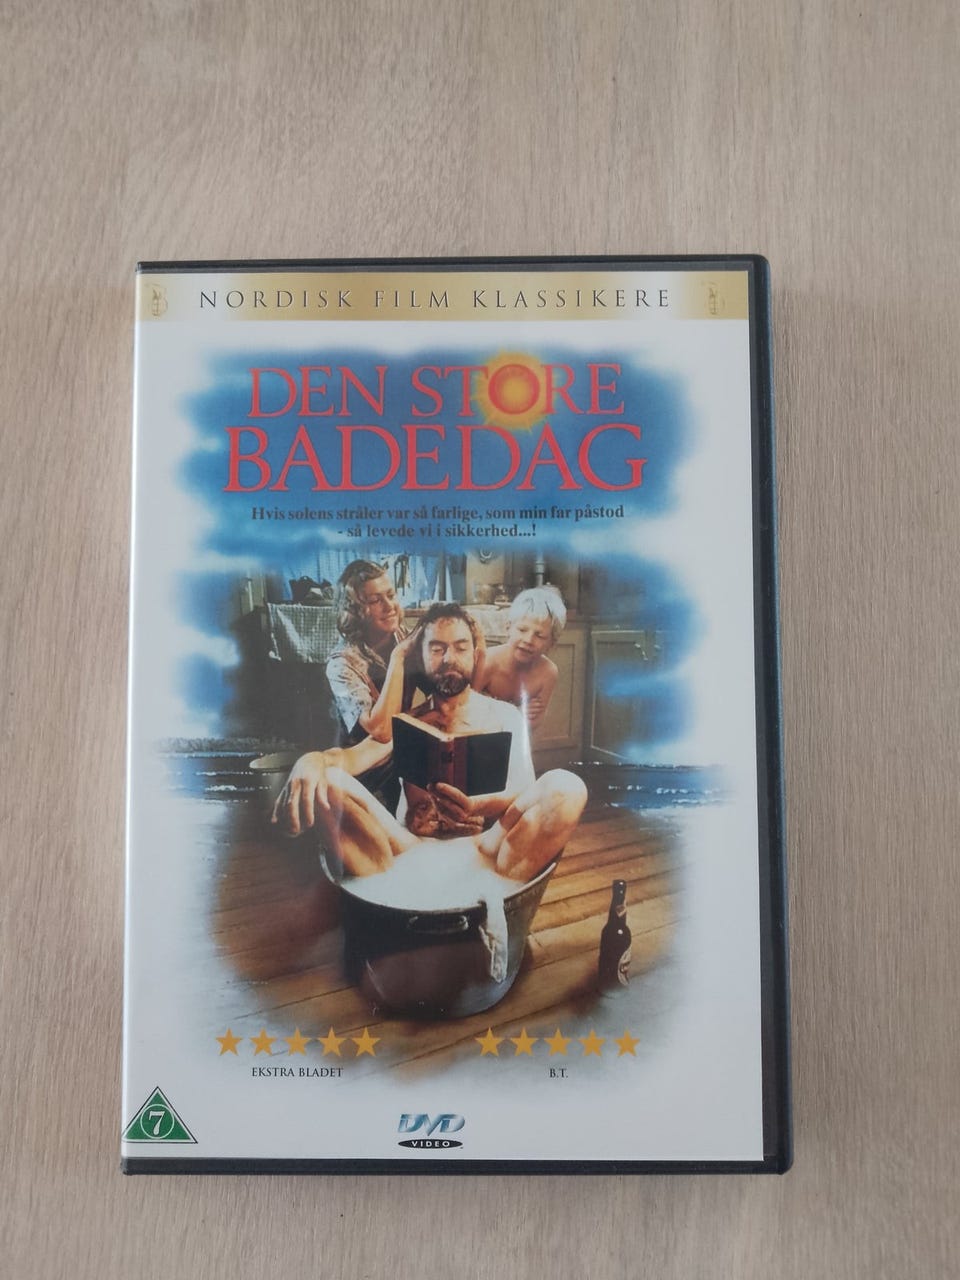 NORDISK FILM KLASSIKERE
DEN STORE
BADEDAG
Hvis solens stråler var så farlige, som min far påstod
- så levede vi i sikkerhed...!
EKSTRA BLADET
B.T.
7
DVD
VIDEO